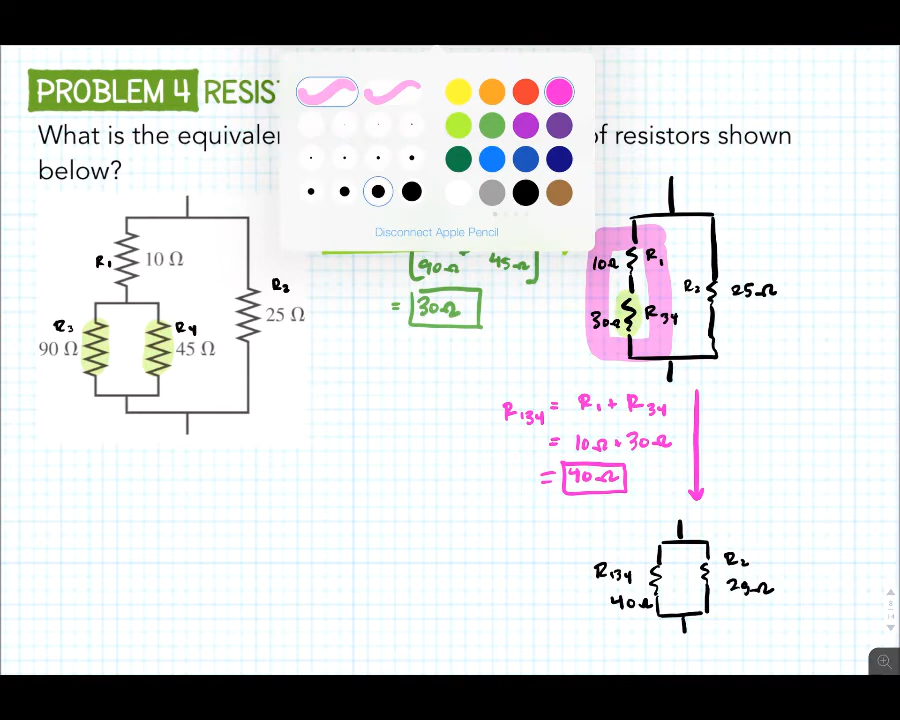 PROBLEM 4 RESIS
What is the equivale of resistors shown
below?
Disconnect Apple Pencil
R1 10 Ω
R2
25 Ω
R3 R4
90 Ω 45 Ω
[90Ω 45Ω]
= 30Ω
10Ω R1
R2 25Ω
30Ω R34
R134 = R1 + R34
= 10Ω + 30Ω
= 40Ω
R134 R2
40Ω 25Ω
8
14